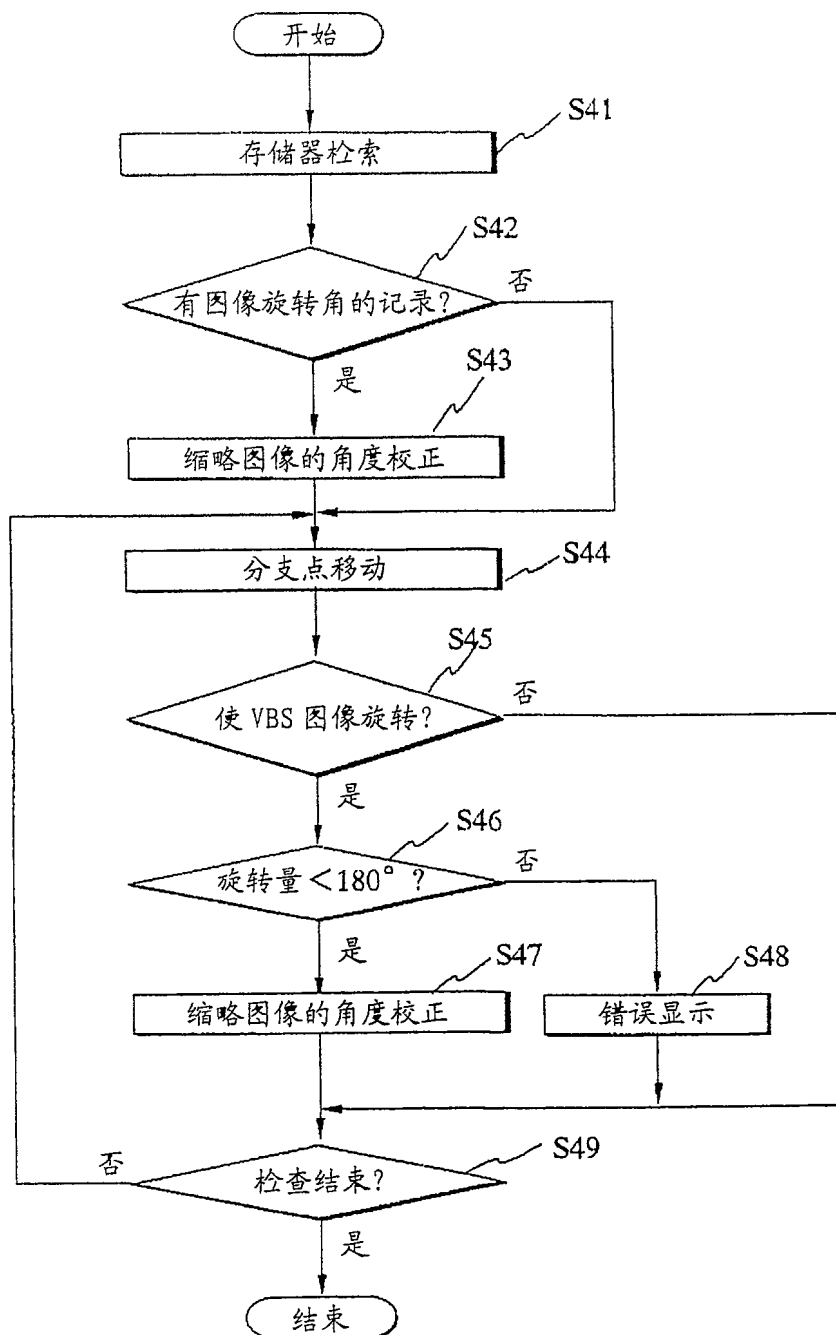 开始
S41
存储器检索
S42
有图像旋转角的记录?
否
是
S43
缩略图像的角度校正
分支点移动
S44
S45
使 VBS 图像旋转?
否
是
S46
旋转量<180°?
否
是
S47
缩略图像的角度校正
S48
错误显示
S49
检查结束?
否
是
结束